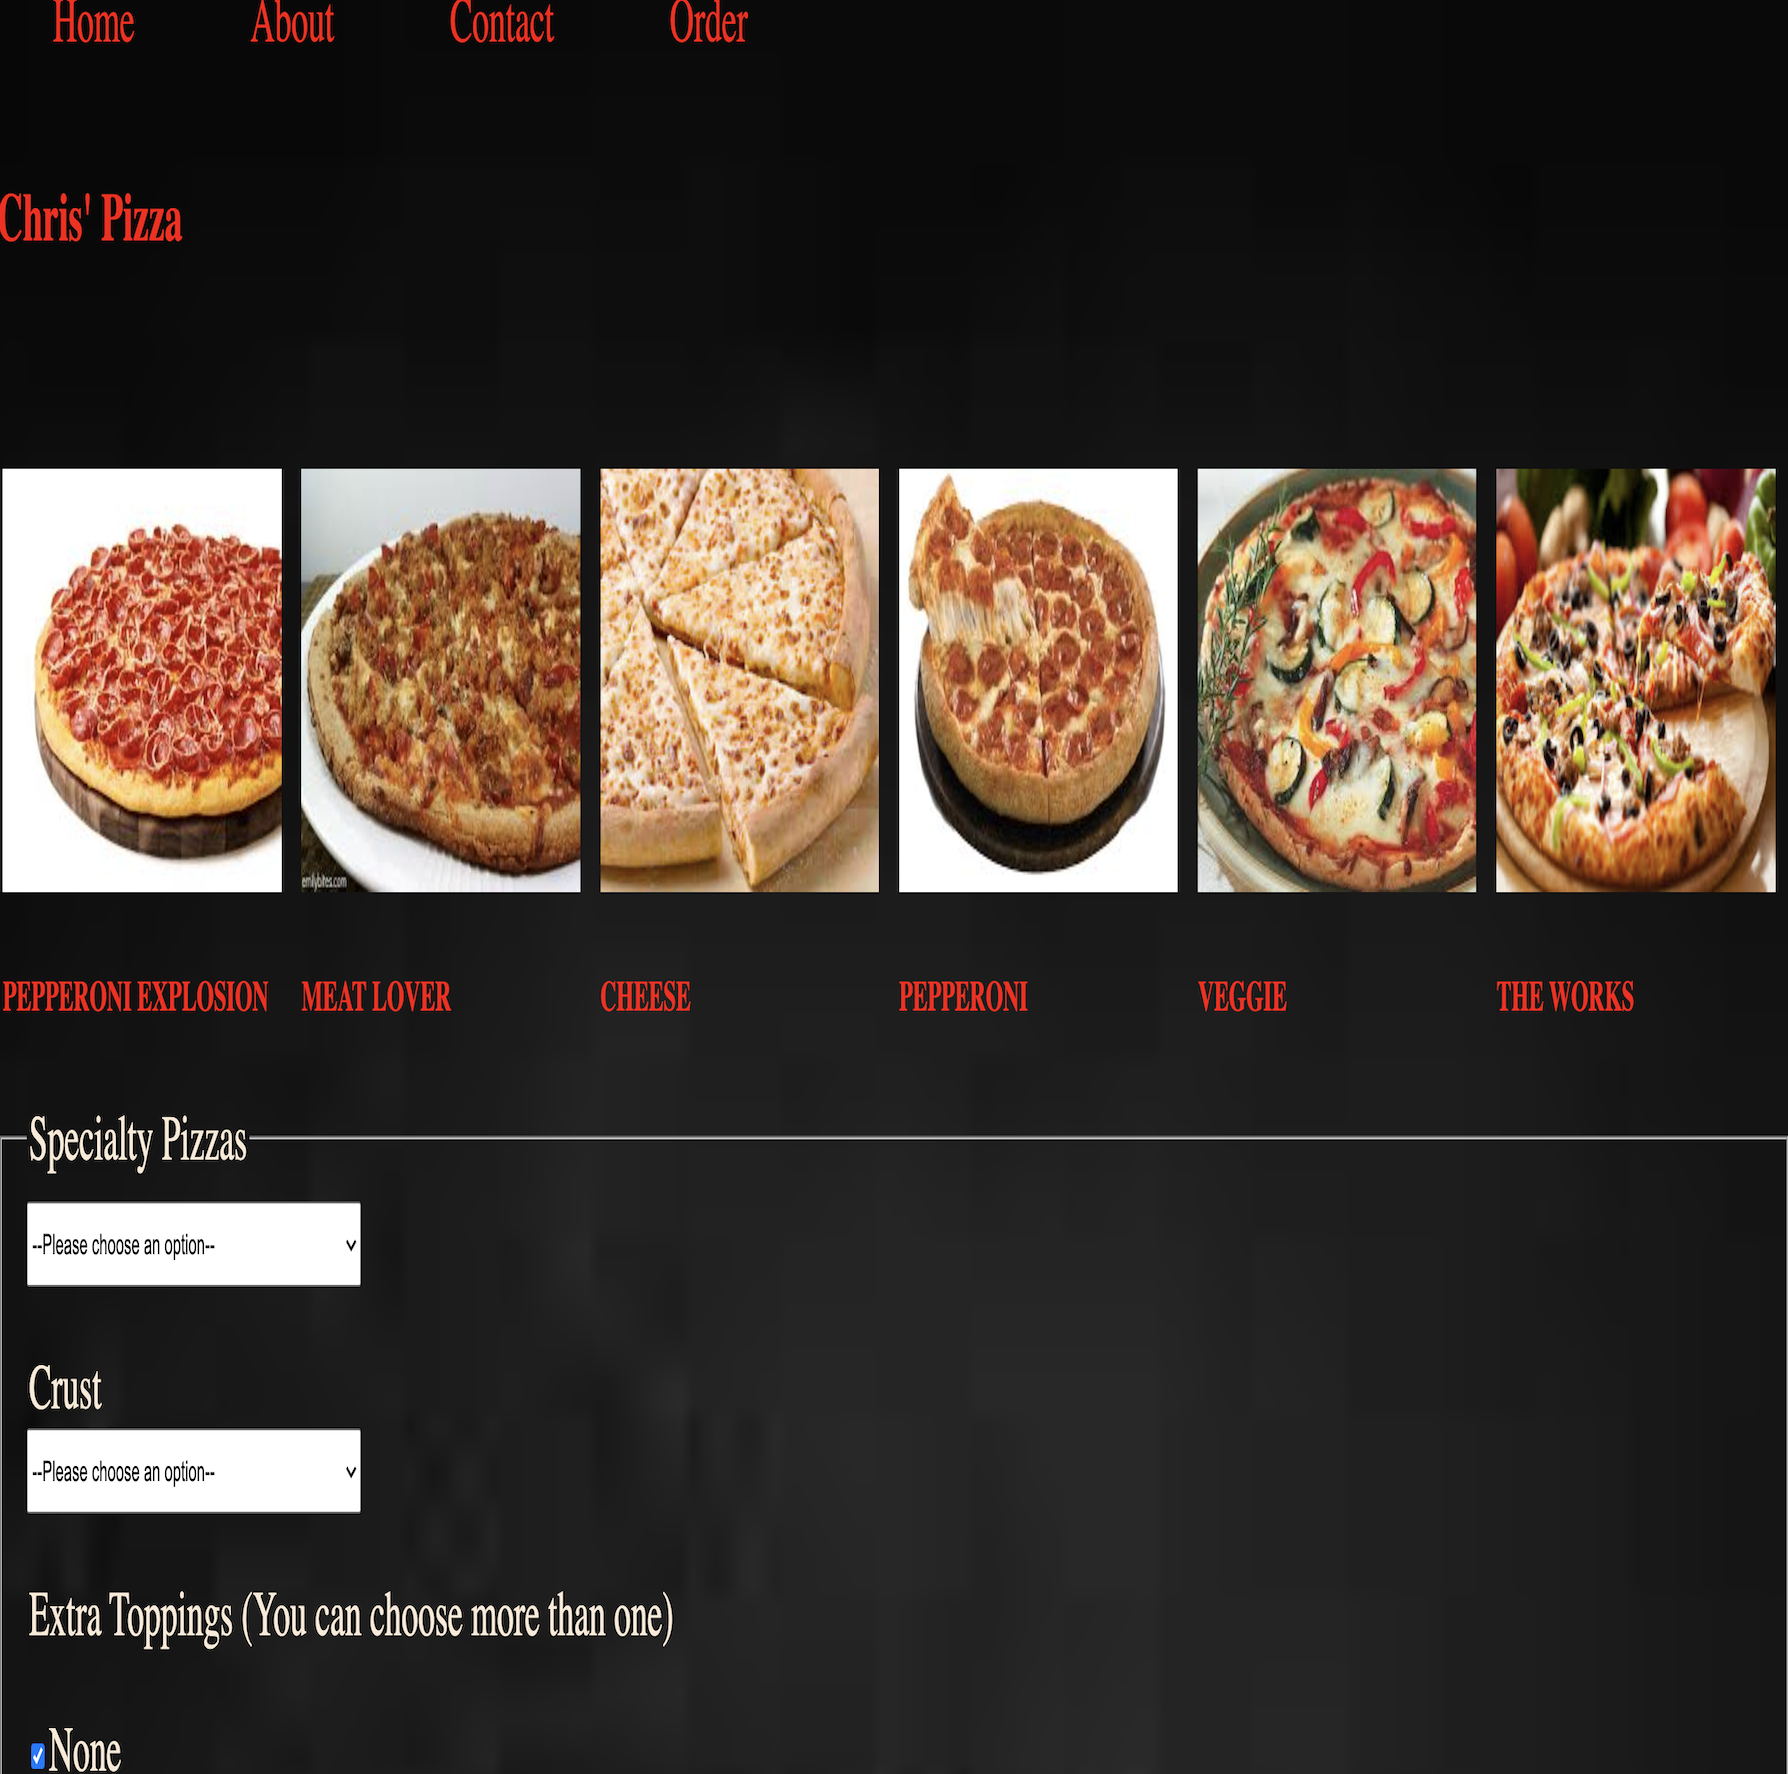 Home About Contact Order
Chris' Pizza
emilybites.com
PEPPERONI EXPLOSION MEAT LOVER CHEESE PEPPERONI VEGGIE THE WORKS
Specialty Pizzas
--Please choose an option--
Crust
--Please choose an option--
Extra Toppings (You can choose more than one)
None